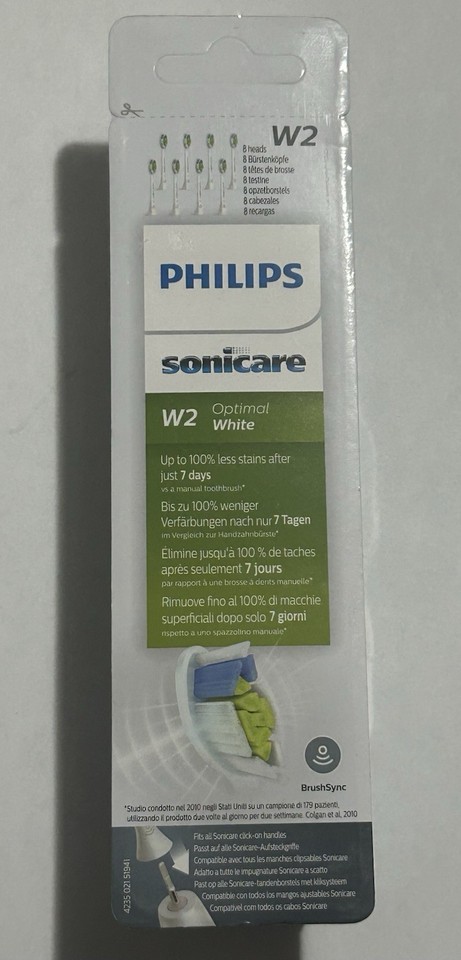 W2
8 heads
8 Bürstenköpfe
8 têtes de brosse
8 testine
8 opzetborstels
8 cabezales
8 recargas
PHILIPS
sonicare
W2 Optimal White
Up to 100% less stains after
just 7 days
vs a manual toothbrush*
Bis zu 100% weniger
Verfärbungen nach nur 7 Tagen
im Vergleich zur Handzahnbürste*
Élimine jusqu'à 100 % de taches
après seulement 7 jours
par rapport à une brosse à dents manuelle*
Rimuove fino al 100% di macchie
superficiali dopo solo 7 giorni
rispetto a uno spazzolino manuale*
BrushSync
*Studio condotto nel 2010 negli Stati Uniti su un campione di 179 pazienti,
utilizzando il prodotto due volte al giorno per due settimane. Colgan et al, 2010
Fits all Sonicare click-on handles
Passt auf alle Sonicare-Aufsteckgriffe
Compatible avec tous les manches clipsables Sonicare
Adatto a tutte le impugnature Sonicare a scatto
Past op alle Sonicare-tandenborstels met kliksysteem
Compatible con todos los mangos ajustables Sonicare
Compatível com todos os cabos Sonicare
4235 021 51941